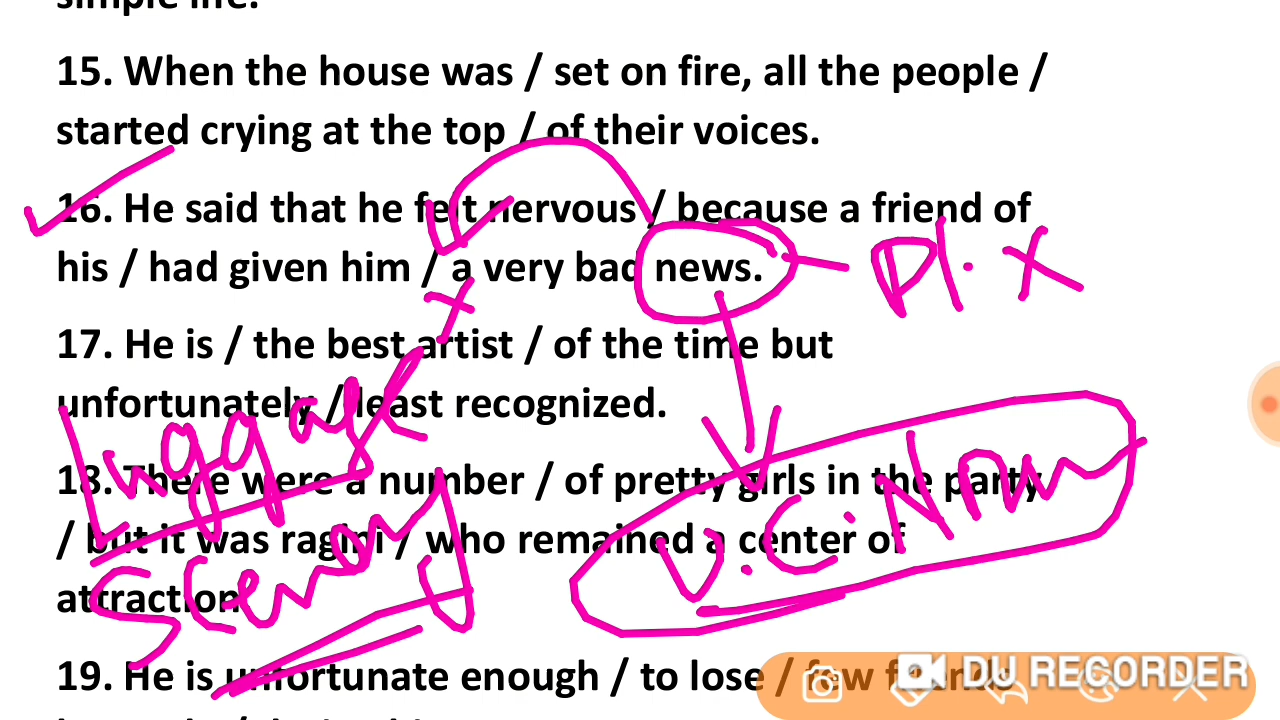 simple life.
15. When the house was / set on fire, all the people /
started crying at the top / of their voices.
16. He said that he felt nervous / because a friend of
his / had given him / a very bad news.
Pl. X
X
17. He is / the best artist / of the time but
unfortunately / least recognized.
Luggage
18. There were a number / of pretty girls in the party
/ but it was ragini / who remained a center of
attraction
U.C. Noun
Scenery
19. He is unfortunate enough / to lose / few friends
DU RECORDER